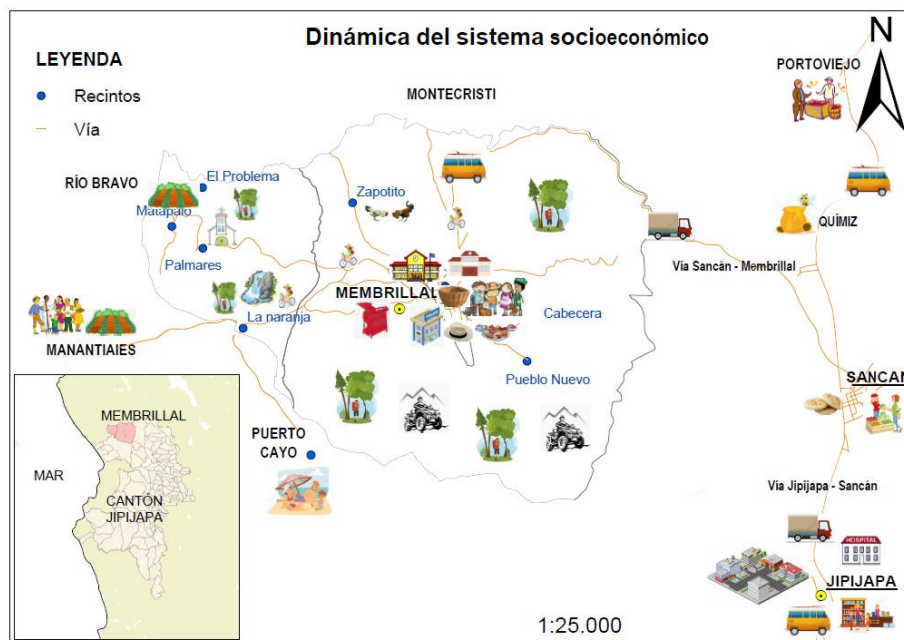 Dinámica del sistema socioeconómico
N
LEYENDA
Recintos
Vía
PORTOVIEJO
MONTECRISTI
RÍO BRAVO
El Problema
Zapotito
Matapalo
QUÍMIZ
Palmares
Vía Sancán - Membrillal
MEMBRILLAL
Cabecera
La naranja
MANANTIAIES
Pueblo Nuevo
SANCAN
PUERTO
CAYO
MEMBRILLAL
MAR
CANTÓN
JIPIJAPA
Vía Jipijapa - Sancán
HOSPITAL
JIPIJAPA
1:25.000